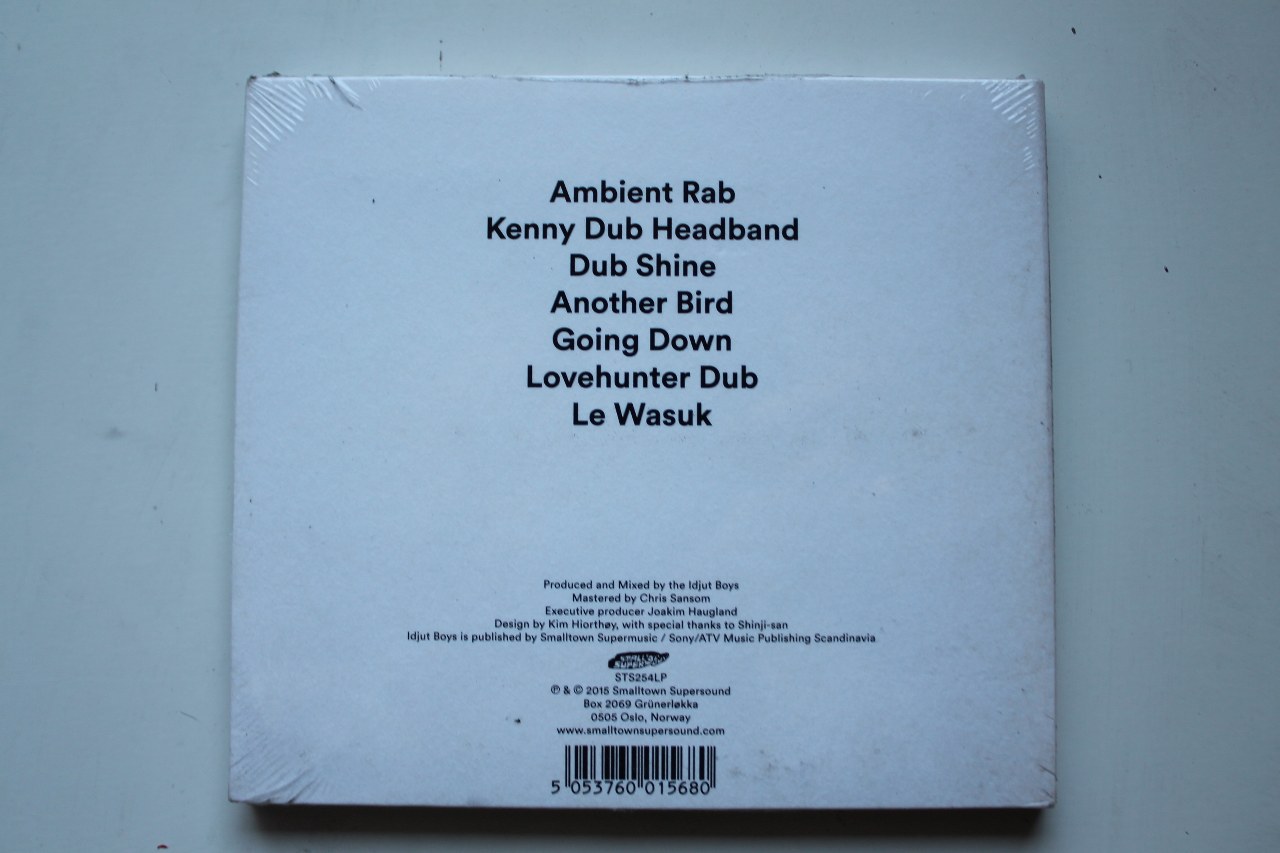 Ambient Rab
Kenny Dub Headband
Dub Shine
Another Bird
Going Down
Lovehunter Dub
Le Wasuk
Produced and Mixed by the Idjut Boys
Mastered by Chris Sansom
Executive producer Joakim Haugland
Design by Kim Hiorthøy, with special thanks to Shinji-san
Idjut Boys is published by Smalltown Supermusic / Sony/ATV Music Publishing Scandinavia
SMALLTOWN
SUPERSOUND
STS254LP
℗ & © 2015 Smalltown Supersound
Box 2069 Grünerløkka
0505 Oslo, Norway
www.smalltownsupersound.com
5 053760 015680